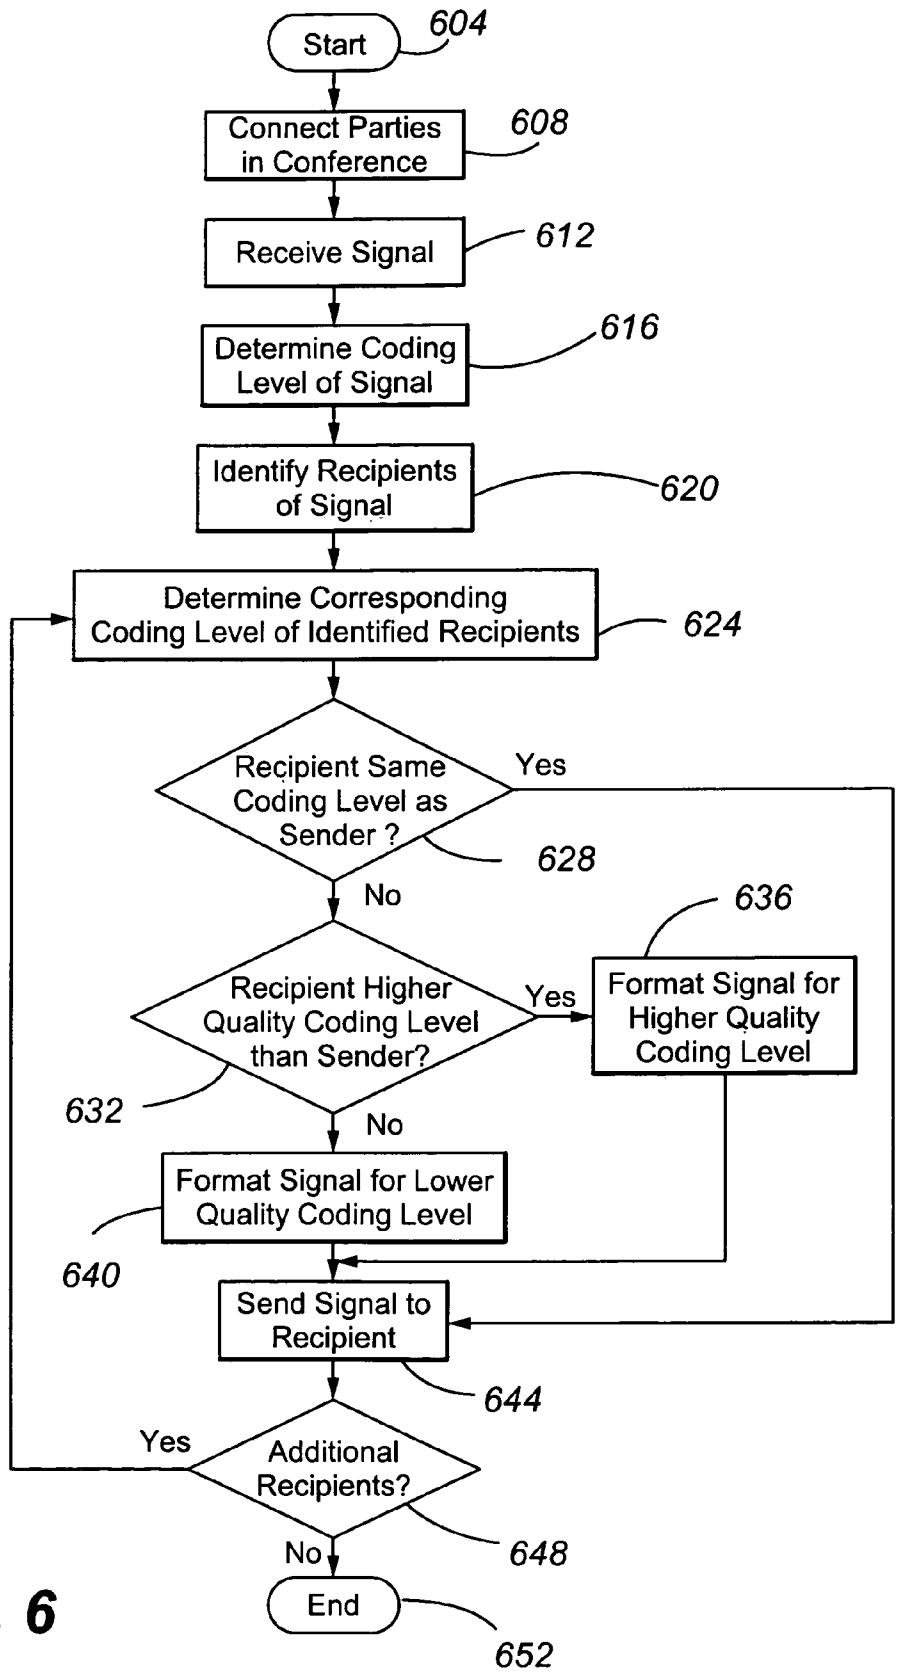 Start
604
Connect Parties
in Conference
608
Receive Signal
612
Determine Coding
Level of Signal
616
Identify Recipients
of Signal
620
Determine Corresponding
Coding Level of Identified Recipients
624
Recipient Same
Coding Level as
Sender ?
Yes
628
No
636
Recipient Higher
Quality Coding Level
than Sender?
Yes
Format Signal for
Higher Quality
Coding Level
632
No
Format Signal for Lower
Quality Coding Level
640
Send Signal to
Recipient
644
Yes
Additional
Recipients?
648
No
End
652
. 6